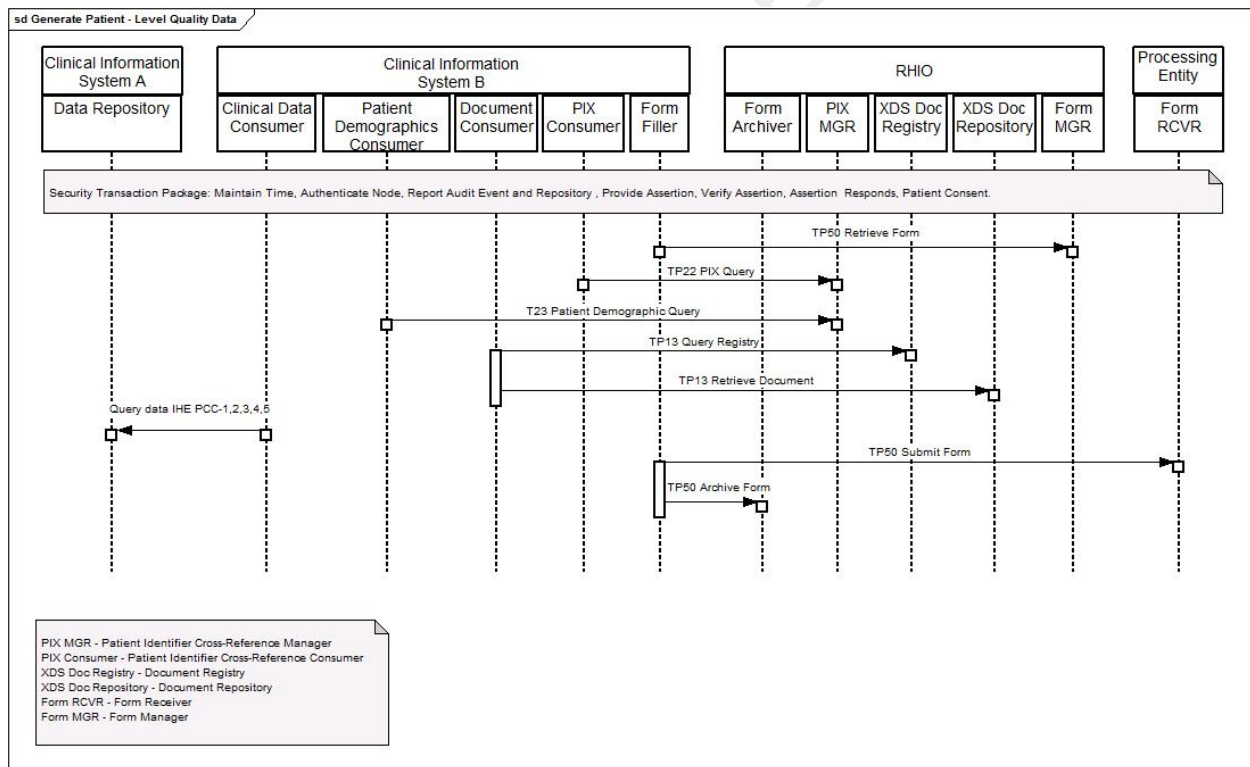 sd Generate Patient - Level Quality Data
Clinical Information
System A
Clinical Information
System B
RHIO
Processing
Entity
Data Repository
Clinical Data
Consumer
Patient
Demographics
Consumer
Document
Consumer
PIX
Consumer
Form
Filler
Form
Archiver
PIX
MGR
XDS Doc
Registry
XDS Doc
Repository
Form
MGR
Form
RCVR
Security Transaction Package: Maintain Time, Authenticate Node, Report Audit Event and Repository , Provide Assertion, Verify Assertion, Assertion Responds, Patient Consent.
TP50 Retrieve Form
TP22 PIX Query
T23 Patient Demographic Query
TP13 Query Registry
TP13 Retrieve Document
Query data IHE PCC-1,2,3,4,5
TP50 Submit Form
TP50 Archive Form
PIX MGR - Patient Identifier Cross-Reference Manager
PIX Consumer - Patient Identifier Cross-Reference Consumer
XDS Doc Registry - Document Registry
XDS Doc Repository - Document Repository
Form RCVR - Form Receiver
Form MGR - Form Manager